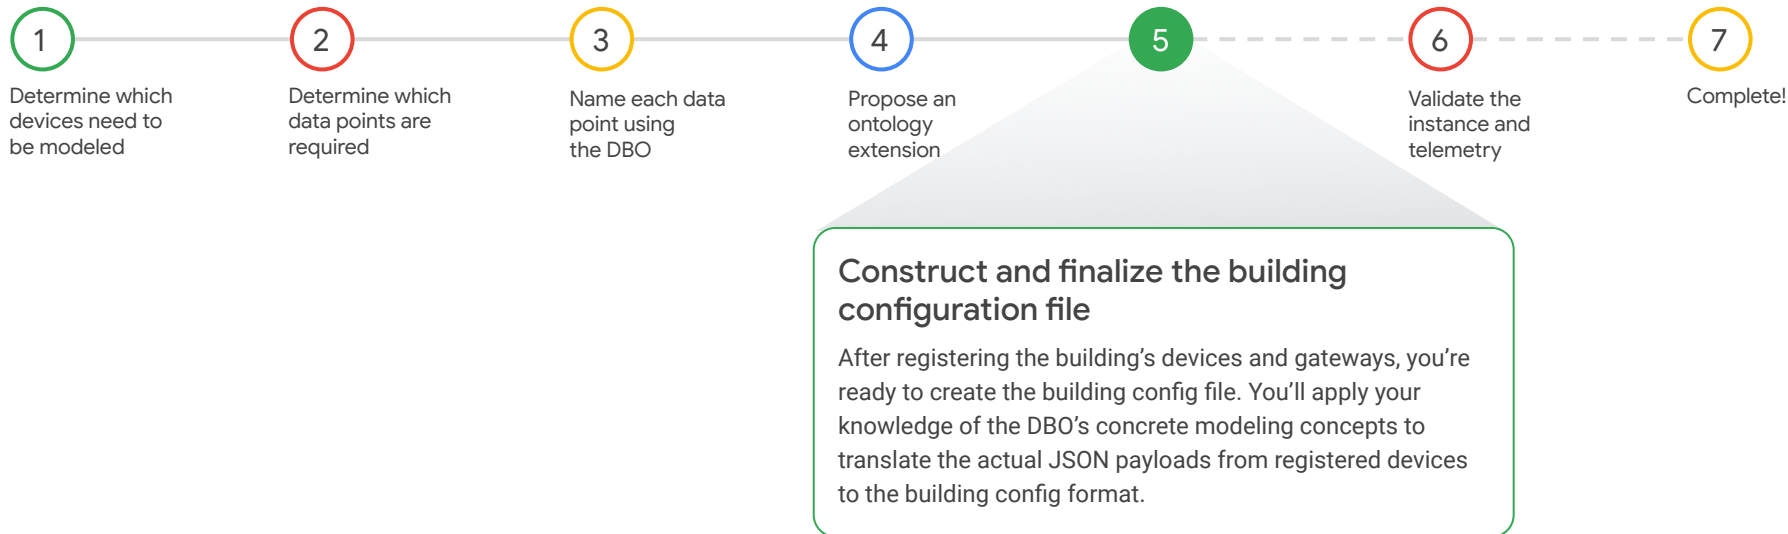 1
Determine which
devices need to
be modeled
2
Determine which
data points are
required
3
Name each data
point using
the DBO
4
Propose an
ontology
extension
5
6
Validate the
instance and
telemetry
7
Complete!
Construct and finalize the building
configuration file
After registering the building’s devices and gateways, you’re
ready to create the building config file. You’ll apply your
knowledge of the DBO’s concrete modeling concepts to
translate the actual JSON payloads from registered devices
to the building config format.